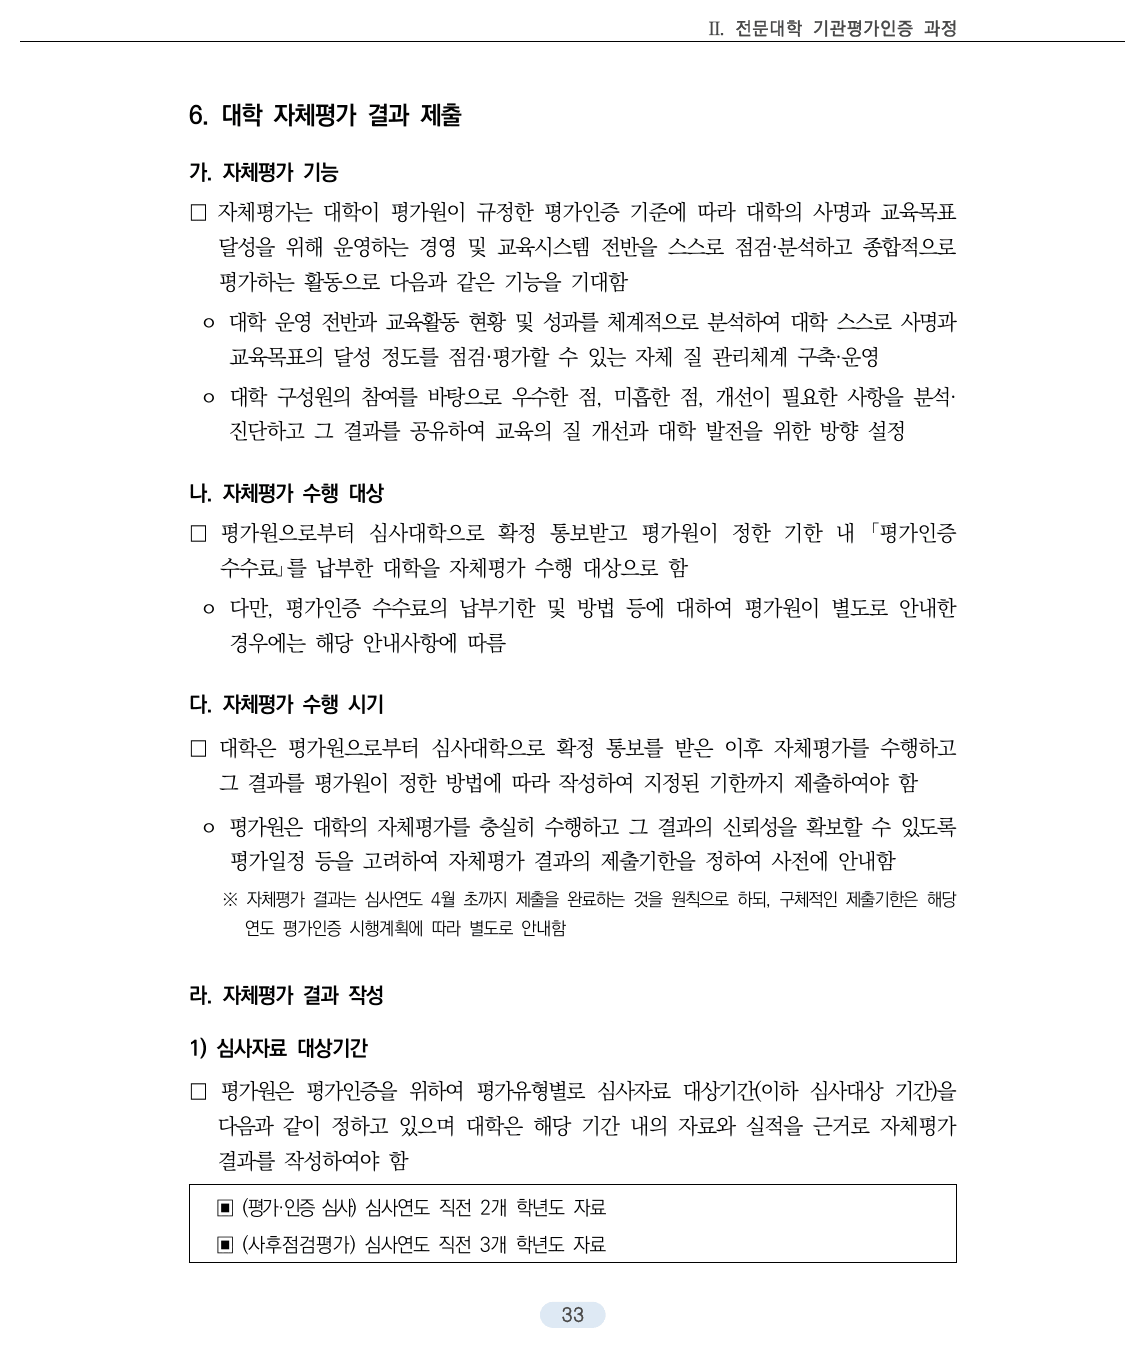 II. 전문대학 기관평가인증 과정
6. 대학 자체평가 결과 제출
가. 자체평가 기능
□ 자체평가는 대학이 평가원이 규정한 평가인증 기준에 따라 대학의 사명과 교육목표
달성을 위해 운영하는 경영 및 교육시스템 전반을 스스로 점검·분석하고 종합적으로
평가하는 활동으로 다음과 같은 기능을 기대함
ㅇ 대학 운영 전반과 교육활동 현황 및 성과를 체계적으로 분석하여 대학 스스로 사명과
교육목표의 달성 정도를 점검·평가할 수 있는 자체 질 관리체계 구축·운영
ㅇ 대학 구성원의 참여를 바탕으로 우수한 점, 미흡한 점, 개선이 필요한 사항을 분석·
진단하고 그 결과를 공유하여 교육의 질 개선과 대학 발전을 위한 방향 설정
나. 자체평가 수행 대상
□ 평가원으로부터 심사대학으로 확정 통보받고 평가원이 정한 기한 내 「평가인증
수수료」를 납부한 대학을 자체평가 수행 대상으로 함
ㅇ 다만, 평가인증 수수료의 납부기한 및 방법 등에 대하여 평가원이 별도로 안내한
경우에는 해당 안내사항에 따름
다. 자체평가 수행 시기
□ 대학은 평가원으로부터 심사대학으로 확정 통보를 받은 이후 자체평가를 수행하고
그 결과를 평가원이 정한 방법에 따라 작성하여 지정된 기한까지 제출하여야 함
ㅇ 평가원은 대학의 자체평가를 충실히 수행하고 그 결과의 신뢰성을 확보할 수 있도록
평가일정 등을 고려하여 자체평가 결과의 제출기한을 정하여 사전에 안내함
※ 자체평가 결과는 심사연도 4월 초까지 제출을 완료하는 것을 원칙으로 하되, 구체적인 제출기한은 해당
연도 평가인증 시행계획에 따라 별도로 안내함
라. 자체평가 결과 작성
1) 심사자료 대상기간
□ 평가원은 평가인증을 위하여 평가유형별로 심사자료 대상기간(이하 심사대상 기간)을
다음과 같이 정하고 있으며 대학은 해당 기간 내의 자료와 실적을 근거로 자체평가
결과를 작성하여야 함
▣ (평가·인증 심사) 심사연도 직전 2개 학년도 자료
▣ (사후점검평가) 심사연도 직전 3개 학년도 자료
33